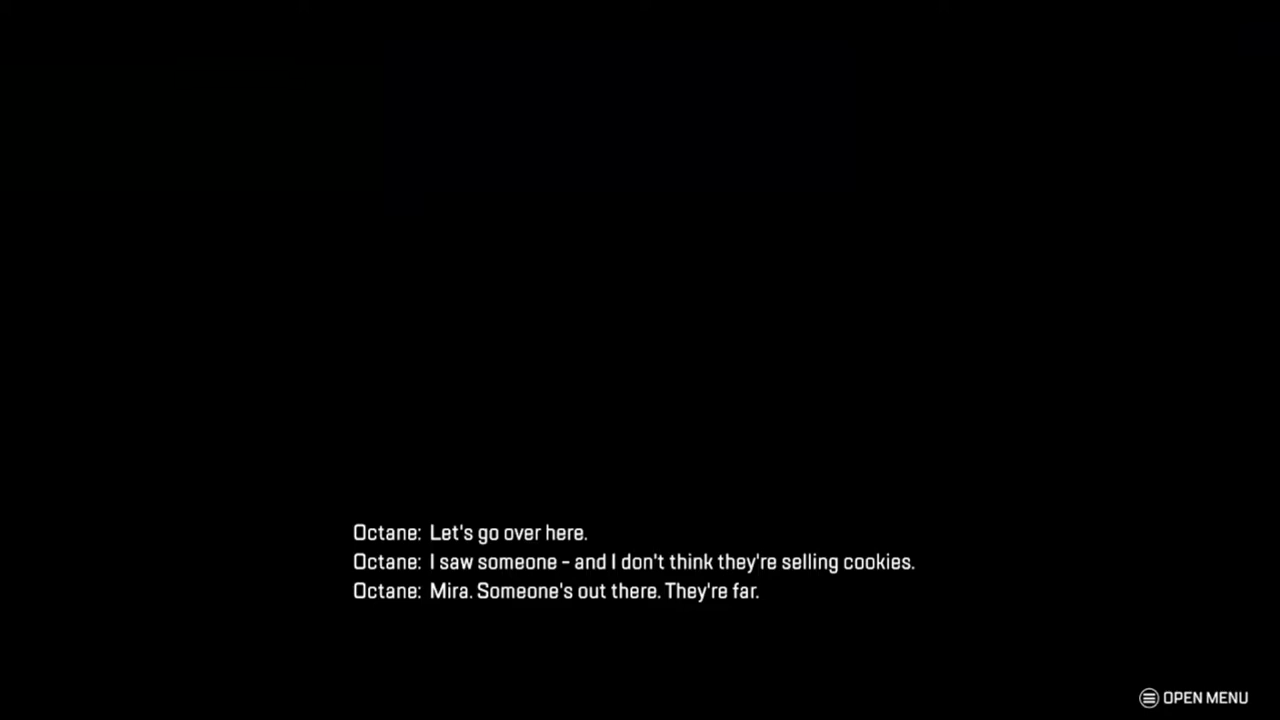 Octane: Let's go over here.
Octane: I saw someone - and I don't think they're selling cookies.
Octane: Mira. Someone's out there. They're far.
OPEN MENU